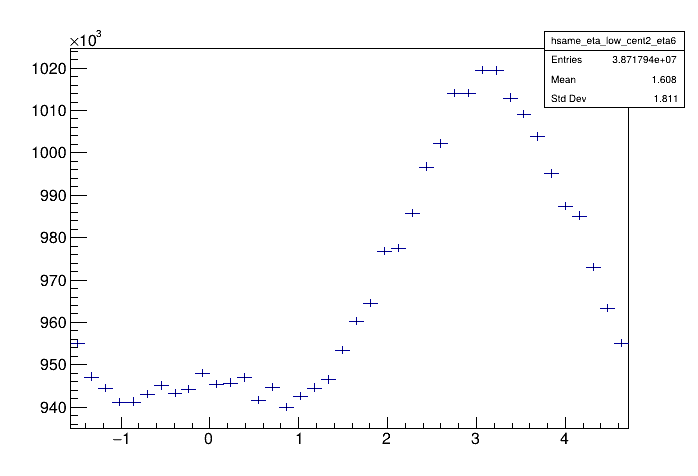 ×10³
hsame_eta_low_cent2_eta6
Entries 3.871794e+07
Mean 1.608
Std Dev 1.811
1020
1010
1000
990
980
970
960
950
940
−1 0 1 2 3 4